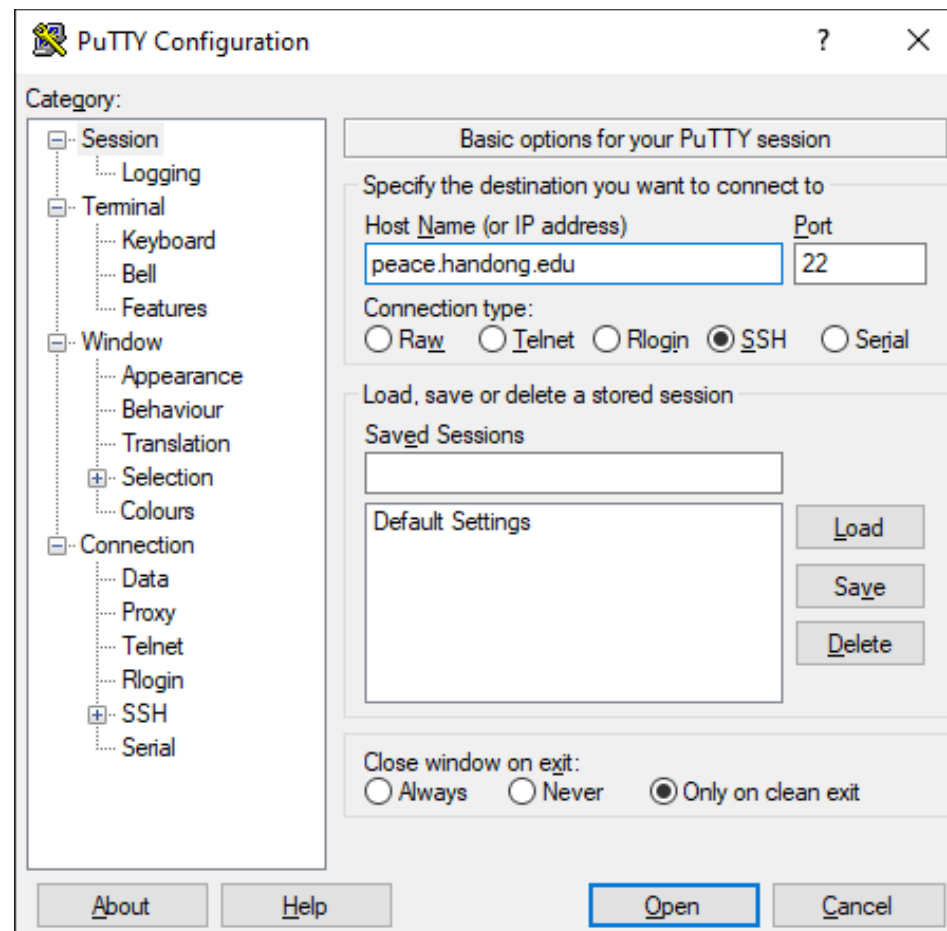 PuTTY Configuration
?
Category:
Session
Logging
Terminal
Keyboard
Bell
Features
Window
Appearance
Behaviour
Translation
Selection
Colours
Connection
Data
Proxy
Telnet
Rlogin
SSH
Serial
Basic options for your PuTTY session
Specify the destination you want to connect to
Host Name (or IP address) Port
peace.handong.edu 22
Connection type:
Raw Telnet Rlogin SSH Serial
Load, save or delete a stored session
Saved Sessions
Default Settings
Load
Save
Delete
Close window on exit:
Always Never Only on clean exit
About Help Open Cancel